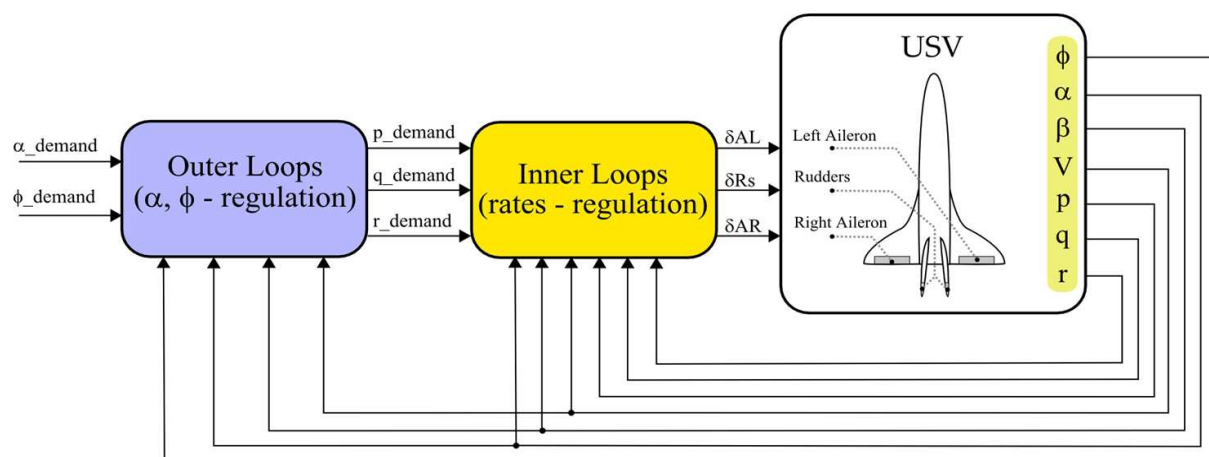 USV
ϕ
α
β
V
p
q
r
α_demand
ϕ_demand
Outer Loops
(α, ϕ - regulation)
p_demand
q_demand
r_demand
Inner Loops
(rates - regulation)
δAL
δRs
δAR
Left Aileron
Rudders
Right Aileron